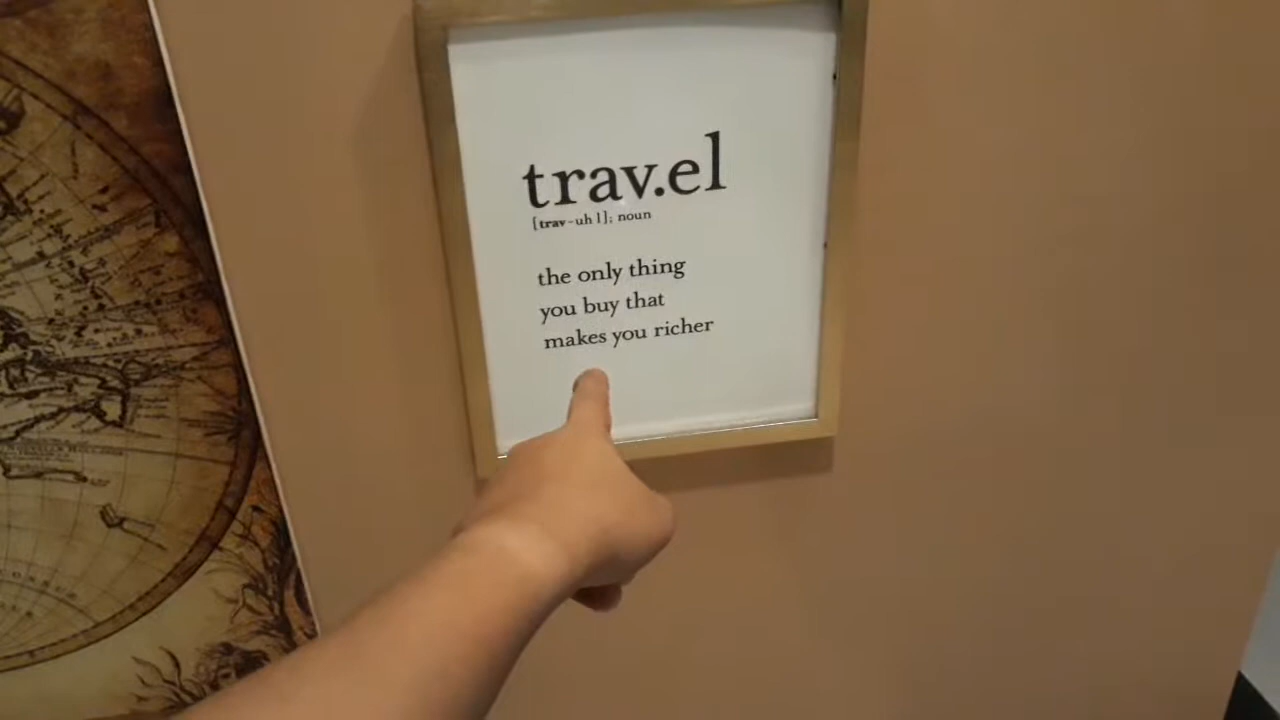 trav.el
[trav-uh l]; noun
the only thing
you buy that
makes you richer